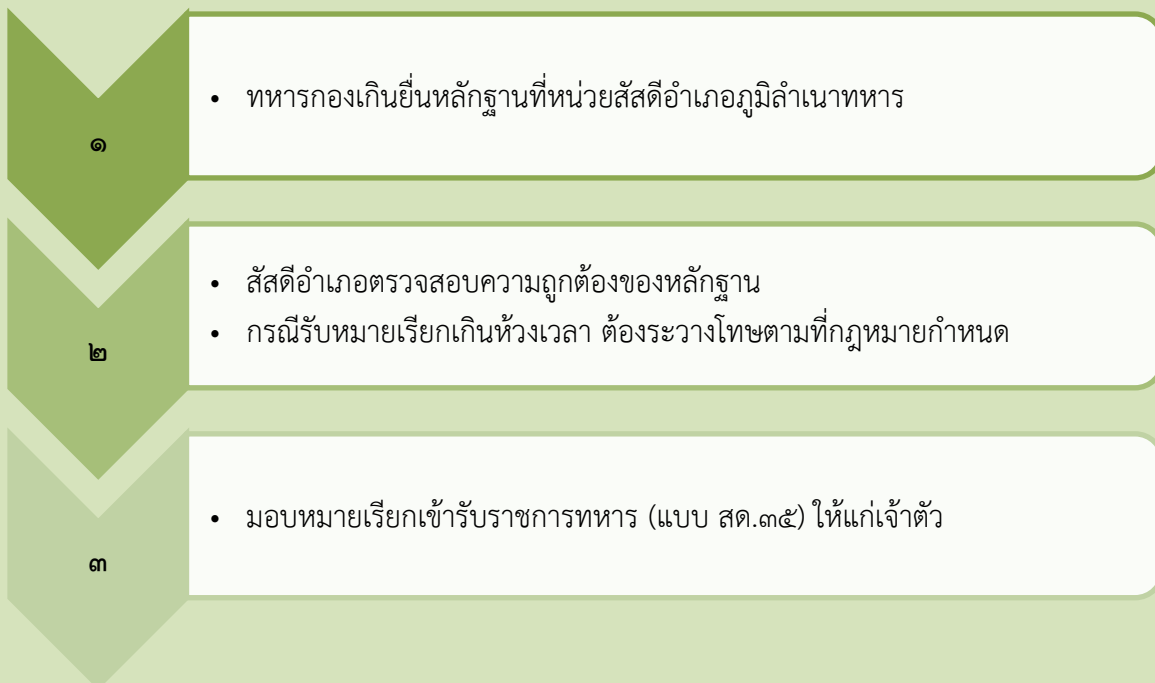 ๑
• ทหารกองเกินยื่นหลักฐานที่หน่วยสัสดีอำเภอภูมิลำเนาทหาร
๒
• สัสดีอำเภอตรวจสอบความถูกต้องของหลักฐาน
• กรณีรับหมายเรียกเกินห้วงเวลา ต้องระวางโทษตามที่กฎหมายกำหนด
๓
• มอบหมายเรียกเข้ารับราชการทหาร (แบบ สด.๓๕) ให้แก่เจ้าตัว